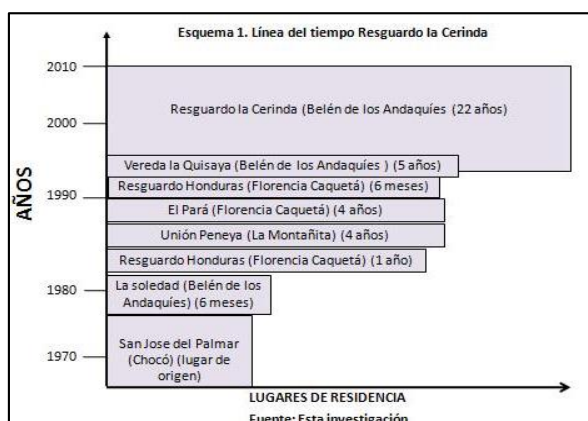 Esquema 1. Línea del tiempo Resguardo la Cerinda
AÑOS
2010
2000
1990
1980
1970
Resguardo la Cerinda (Belén de los Andaquíes (22 años)
Vereda la Quisaya (Belén de los Andaquíes ) (5 años)
Resguardo Honduras (Florencia Caquetá) (6 meses)
El Pará (Florencia Caquetá) (4 años)
Unión Peneya (La Montañita) (4 años)
Resguardo Honduras (Florencia Caquetá) (1 año)
La soledad (Belén de los
Andaquíes) (6 meses)
San Jose del Palmar
(Chocó) (lugar de
origen)
LUGARES DE RESIDENCIA
Fuente: Esta investigación